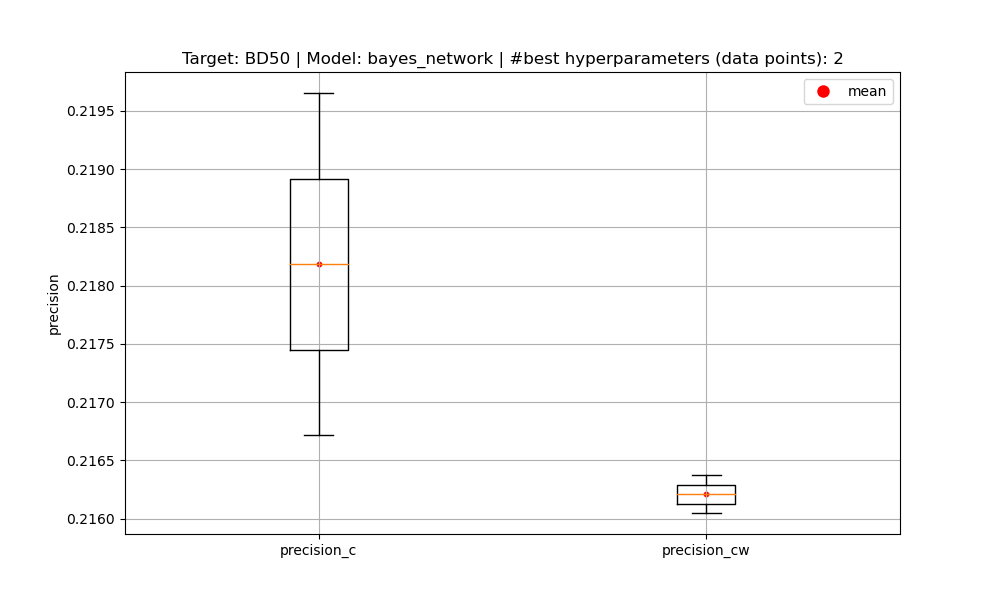 Target: BD50 | Model: bayes_network | #best hyperparameters (data points): 2
mean
0.2195
0.2190
0.2185
0.2180
0.2175
0.2170
0.2165
0.2160
precision
precision_c
precision_cw